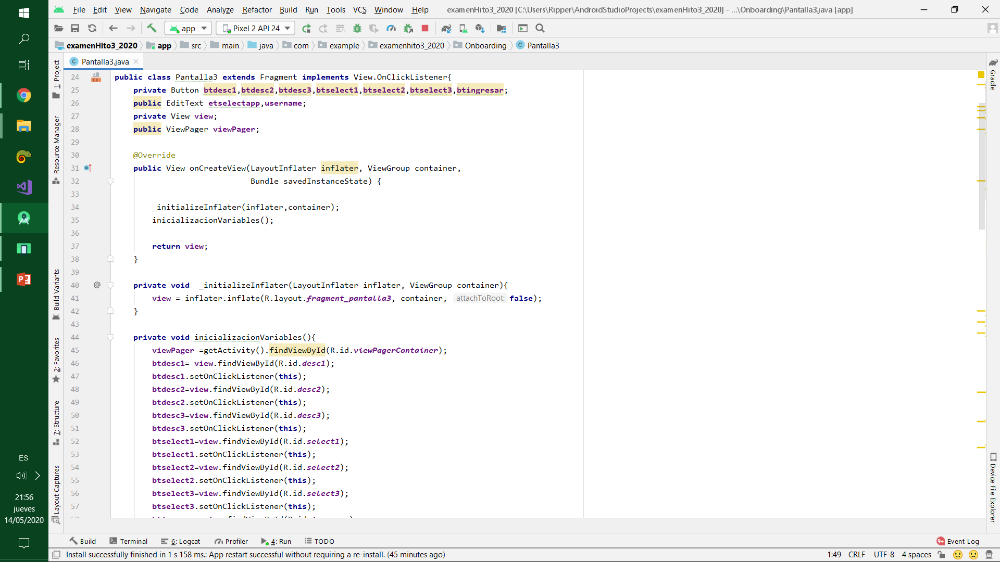 File Edit View Navigate Code Analyze Refactor Build Run Tools VCS Window Help examenHito3_2020 [C:\Users\Ripper\AndroidStudioProjects\examenHito3_2020] - ...\Onboarding\Pantalla3.java [app]
app Pixel 2 API 24
examenHito3_2020 app src main java com example examenhito3_2020 Onboarding Pantalla3
Pantalla3.java
24 public class Pantalla3 extends Fragment implements View.OnClickListener{
25 private Button btdesc1,btdesc2,btdesc3,btselect1,btselect2,btselect3,btingresar;
26 public EditText etselectapp,username;
27 private View view;
28 public ViewPager viewPager;
29
30 @Override
31 public View onCreateView(LayoutInflater inflater, ViewGroup container,
32 Bundle savedInstanceState) {
33
34 _initializeInflater(inflater,container);
35 inicializacionVariables();
36
37 return view;
38 }
39
40 @ private void  _initializeInflater(LayoutInflater inflater, ViewGroup container){
41 view = inflater.inflate(R.layout.fragment_pantalla3, container, attachToRoot: false);
42 }
43
44 private void inicializacionVariables(){
45 viewPager =getActivity().findViewById(R.id.viewPagerContainer);
46 btdesc1= view.findViewById(R.id.desc1);
47 btdesc1.setOnClickListener(this);
48 btdesc2=view.findViewById(R.id.desc2);
49 btdesc2.setOnClickListener(this);
50 btdesc3=view.findViewById(R.id.desc3);
51 btdesc3.setOnClickListener(this);
52 btselect1=view.findViewById(R.id.select1);
53 btselect1.setOnClickListener(this);
54 btselect2=view.findViewById(R.id.select2);
55 btselect2.setOnClickListener(this);
56 btselect3=view.findViewById(R.id.select3);
57 btselect3.setOnClickListener(this);
1: Project
Resource Manager
Build Variants
2: Favorites
7: Structure
Layout Captures
Gradle
Device File Explorer
ES
21:56
jueves
14/05/2020
Build Terminal 6: Logcat Profiler 4: Run TODO 9+ Event Log
Install successfully finished in 1 s 158 ms.: App restart successful without requiring a re-install. (45 minutes ago) 1:49 CRLF UTF-8 4 spaces